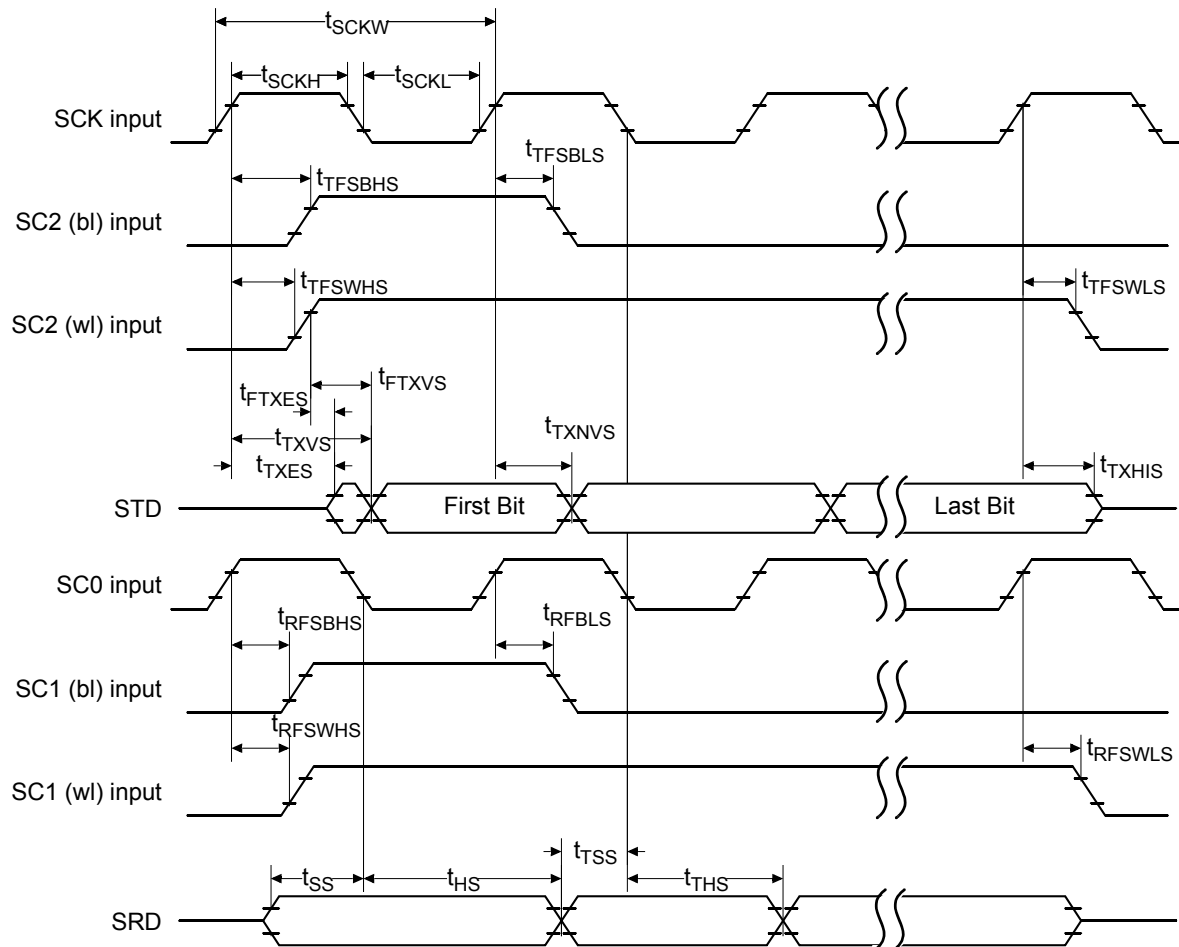 tSCKW
tSCKH
tSCKL
SCK input
tTFSBHS
tTFSBLS
SC2 (bl) input
tTFSWHS
tTFSWLS
SC2 (wl) input
tFTXES
tFTXVS
tTXVS
tTXNVS
tTXES
tTXHIS
STD
First Bit
Last Bit
SC0 input
tRFSBHS
tRFBLS
SC1 (bl) input
tRFSWHS
tRFSWLS
SC1 (wl) input
tTSS
tSS
tHS
tTHS
SRD